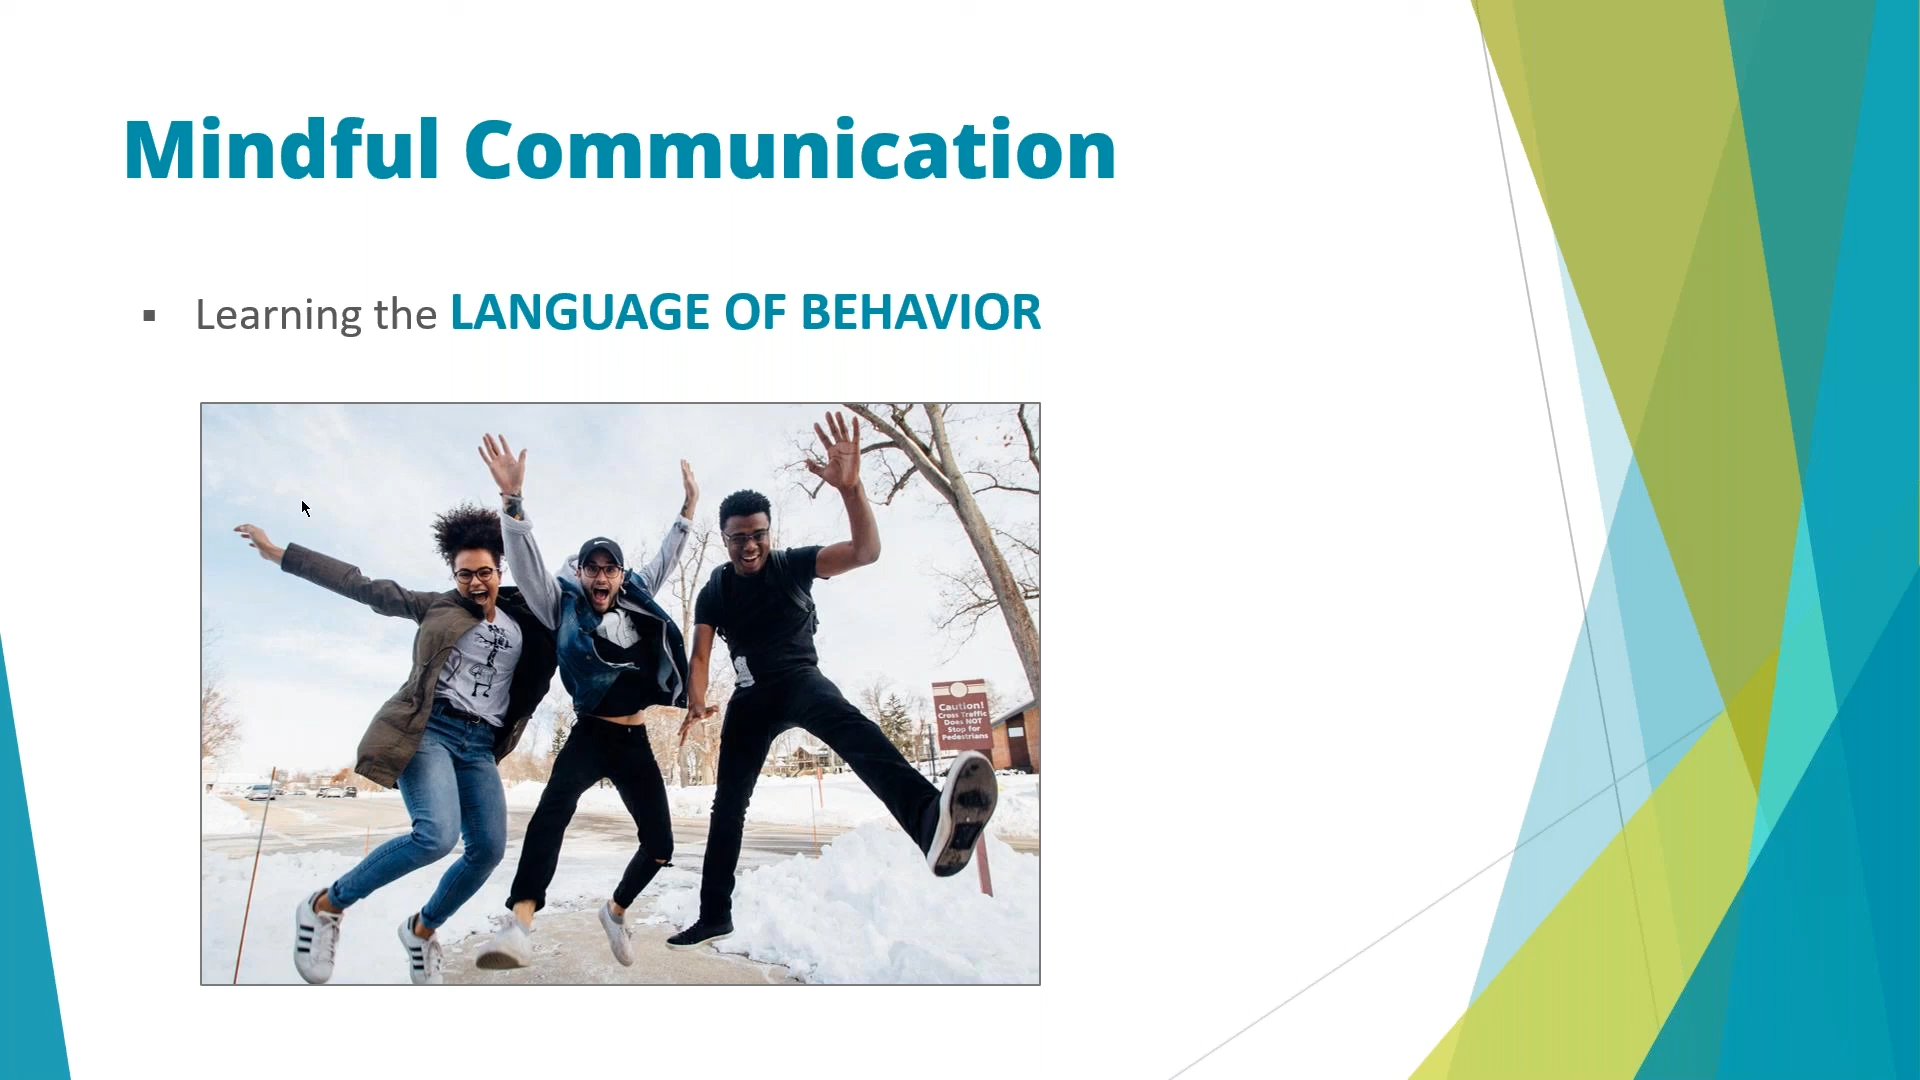 Mindful Communication
Learning the LANGUAGE OF BEHAVIOR
Caution!
Cross Traffic
Does NOT
Stop for
Pedestrians